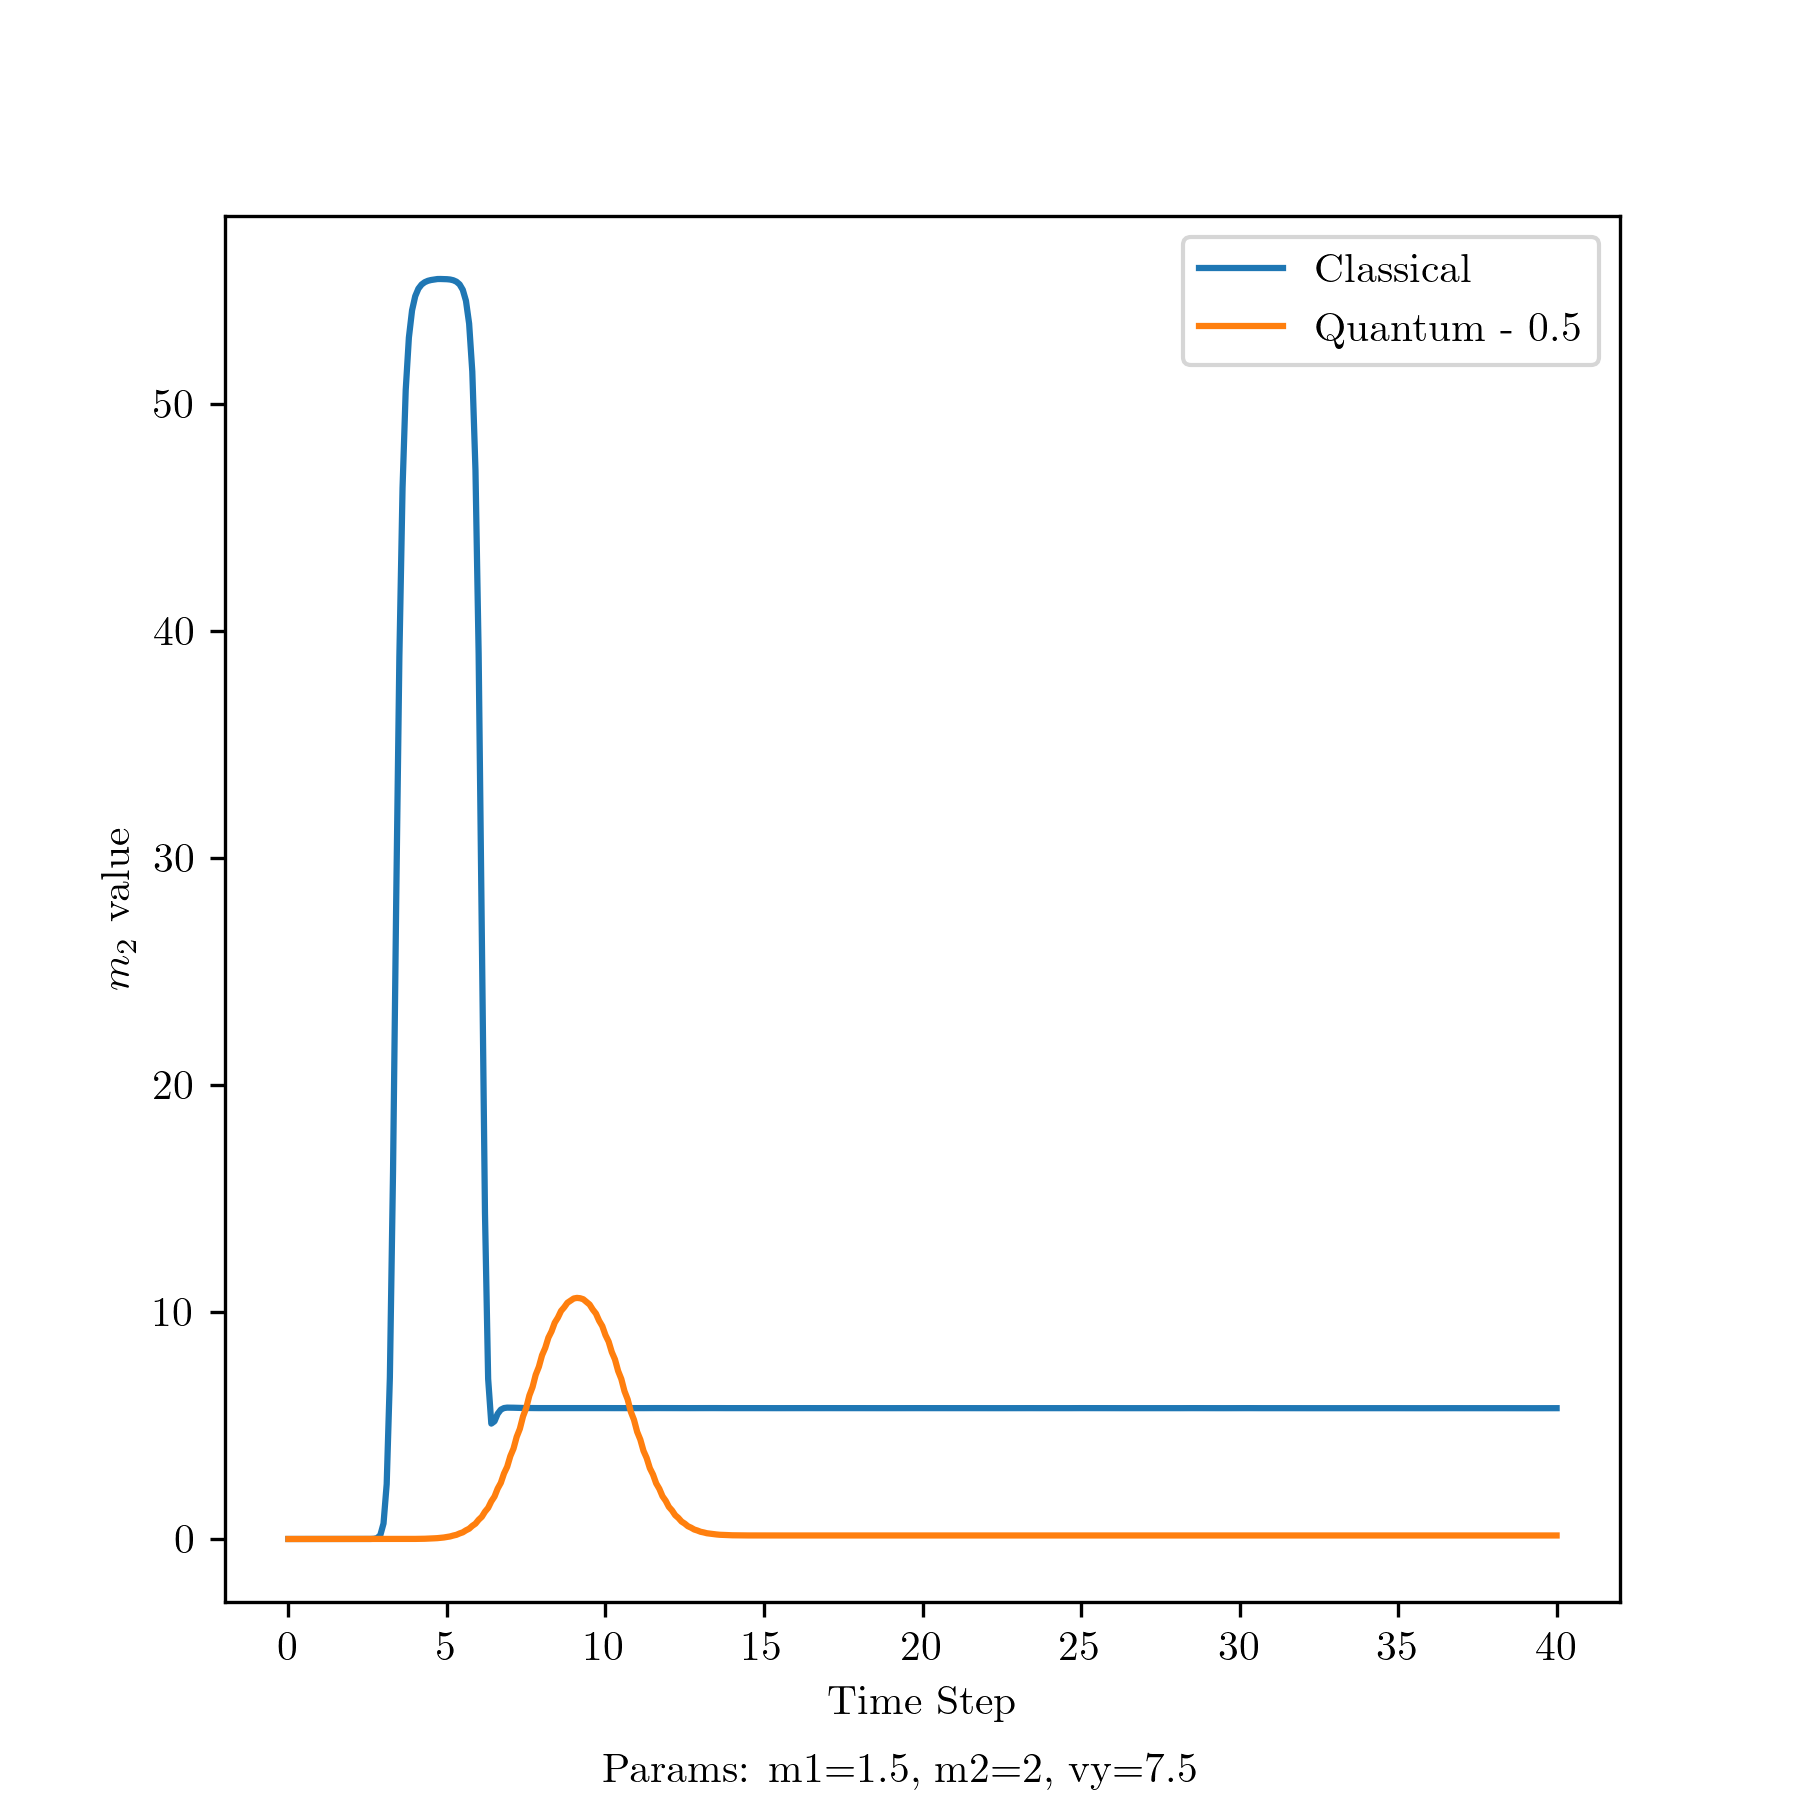 Classical
Quantum - 0.5
50
40
30
20
10
0
m₂ value
0 5 10 15 20 25 30 35 40
Time Step
Params: m1=1.5, m2=2, vy=7.5